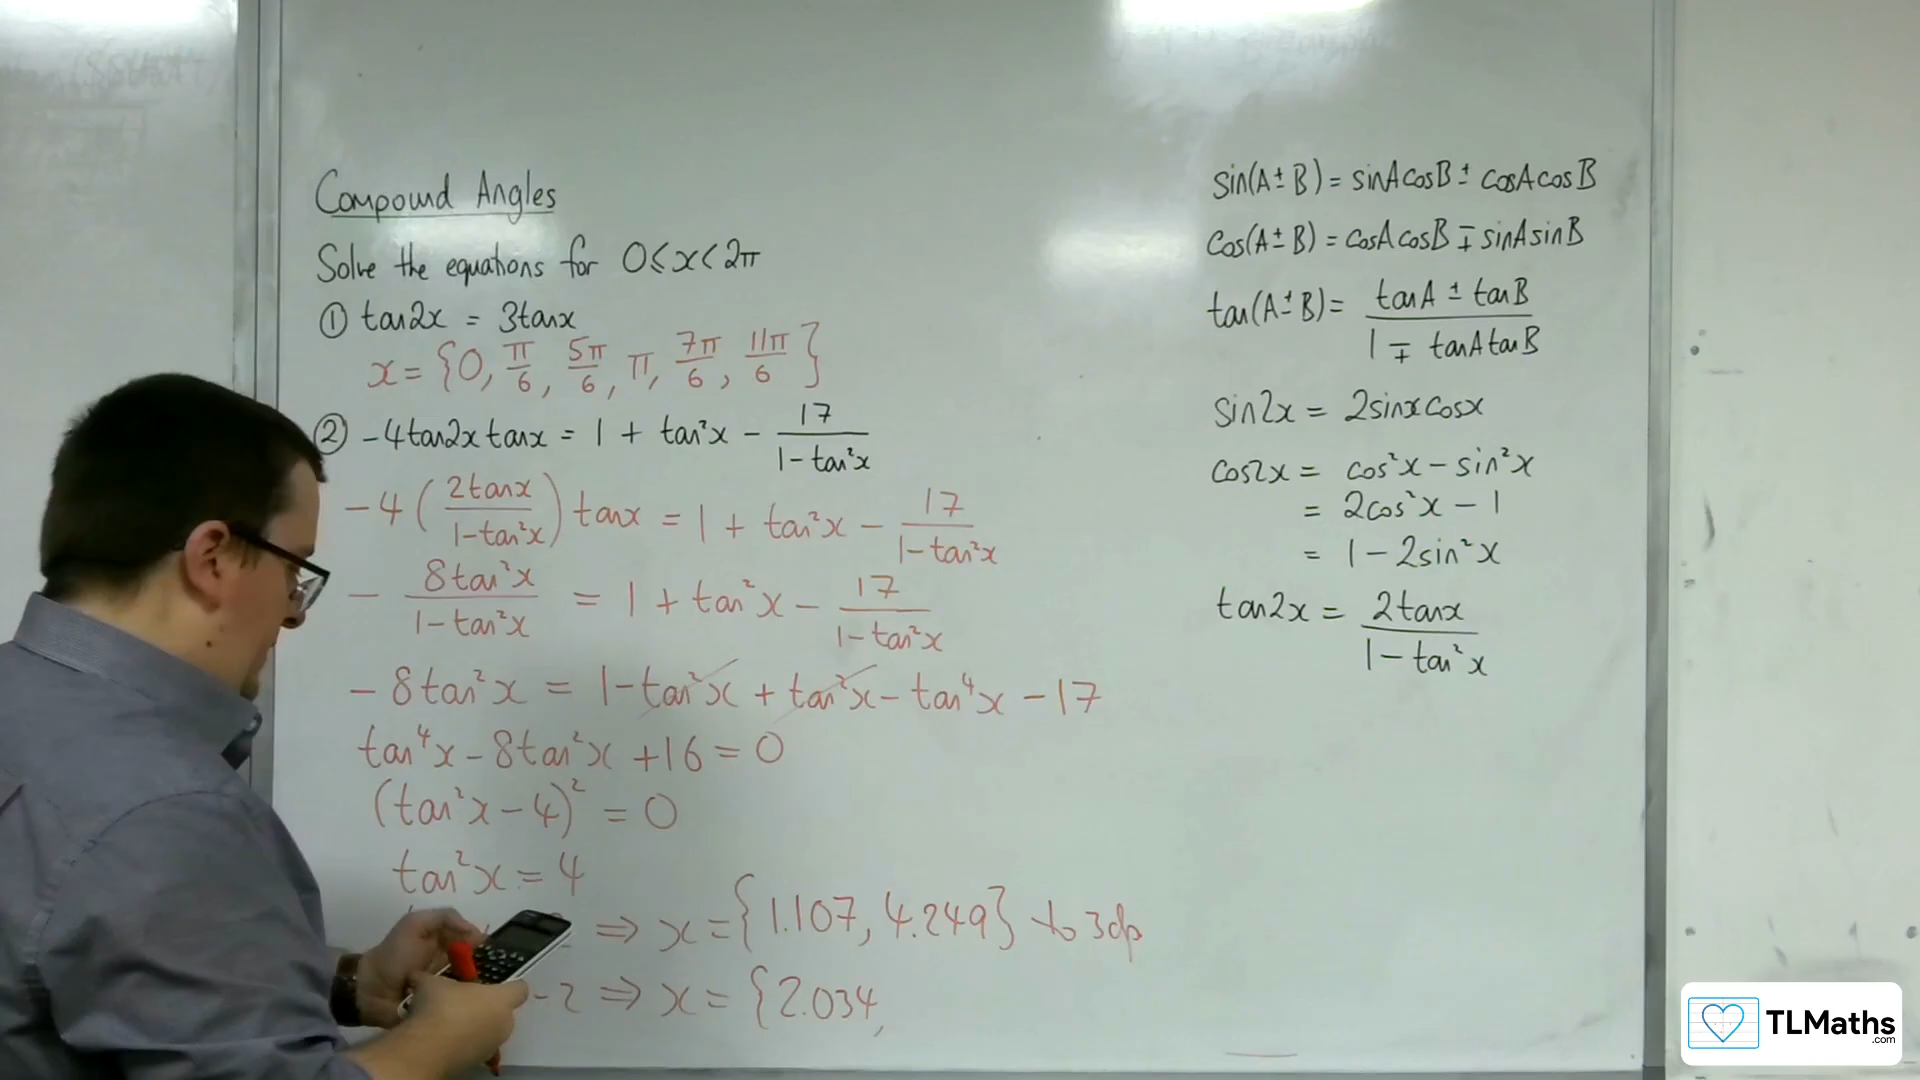 Compound Angles
Solve the equations for 0 ≤ x < 2π
① tan2x = 3tanx
x = {0, π/6, 5π/6, π, 7π/6, 11π/6}
② -4tan2x tanx = 1 + tan²x - 17/(1-tan²x)
-4(2tanx/(1-tan²x))tanx = 1 + tan²x - 17/(1-tan²x)
- 8tan²x/(1-tan²x) = 1 + tan²x - 17/(1-tan²x)
-8tan²x = 1 - tan²x + tan²x - tan⁴x - 17
tan⁴x - 8tan²x + 16 = 0
(tan²x - 4)² = 0
tan²x = 4
⇒ x = {1.107, 4.249} to 3dp
-2 ⇒ x = {2.034,
sin(A±B) = sinAcosB ± cosAcosB
cos(A±B) = cosAcosB ∓ sinAsinB
tan(A±B) = (tanA ± tanB)/(1 ∓ tanAtanB)
sin2x = 2sinxcosx
cos2x = cos²x - sin²x
= 2cos²x - 1
= 1 - 2sin²x
tan2x = 2tanx/(1-tan²x)
TLMaths
.com